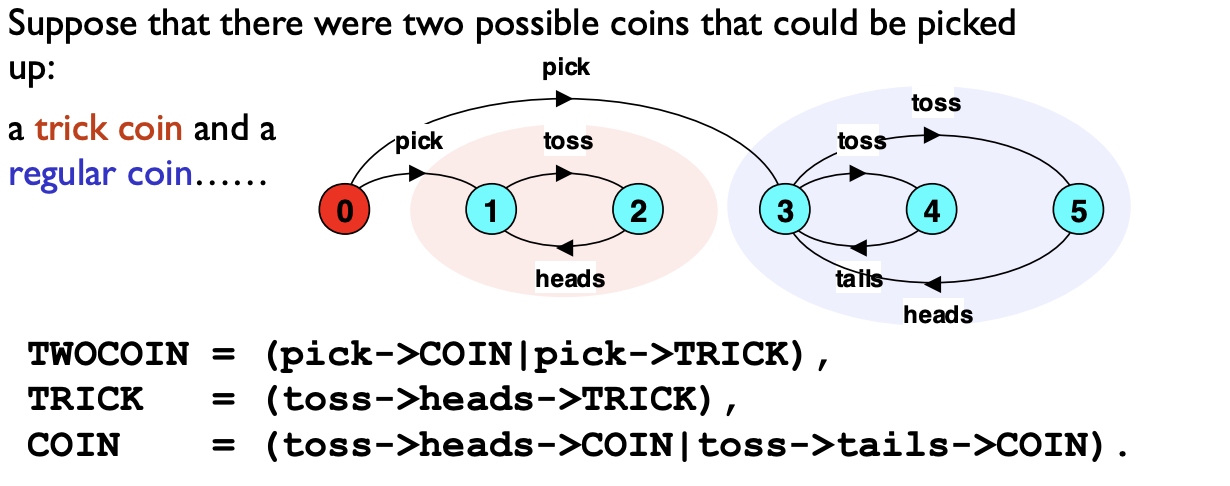 Suppose that there were two possible coins that could be picked
up:
pick
a trick coin and a
regular coin……
toss
pick
toss
toss
0
1
2
3
4
5
heads
tails
heads
TWOCOIN = (pick->COIN|pick->TRICK),
TRICK = (toss->heads->TRICK),
COIN = (toss->heads->COIN|toss->tails->COIN).